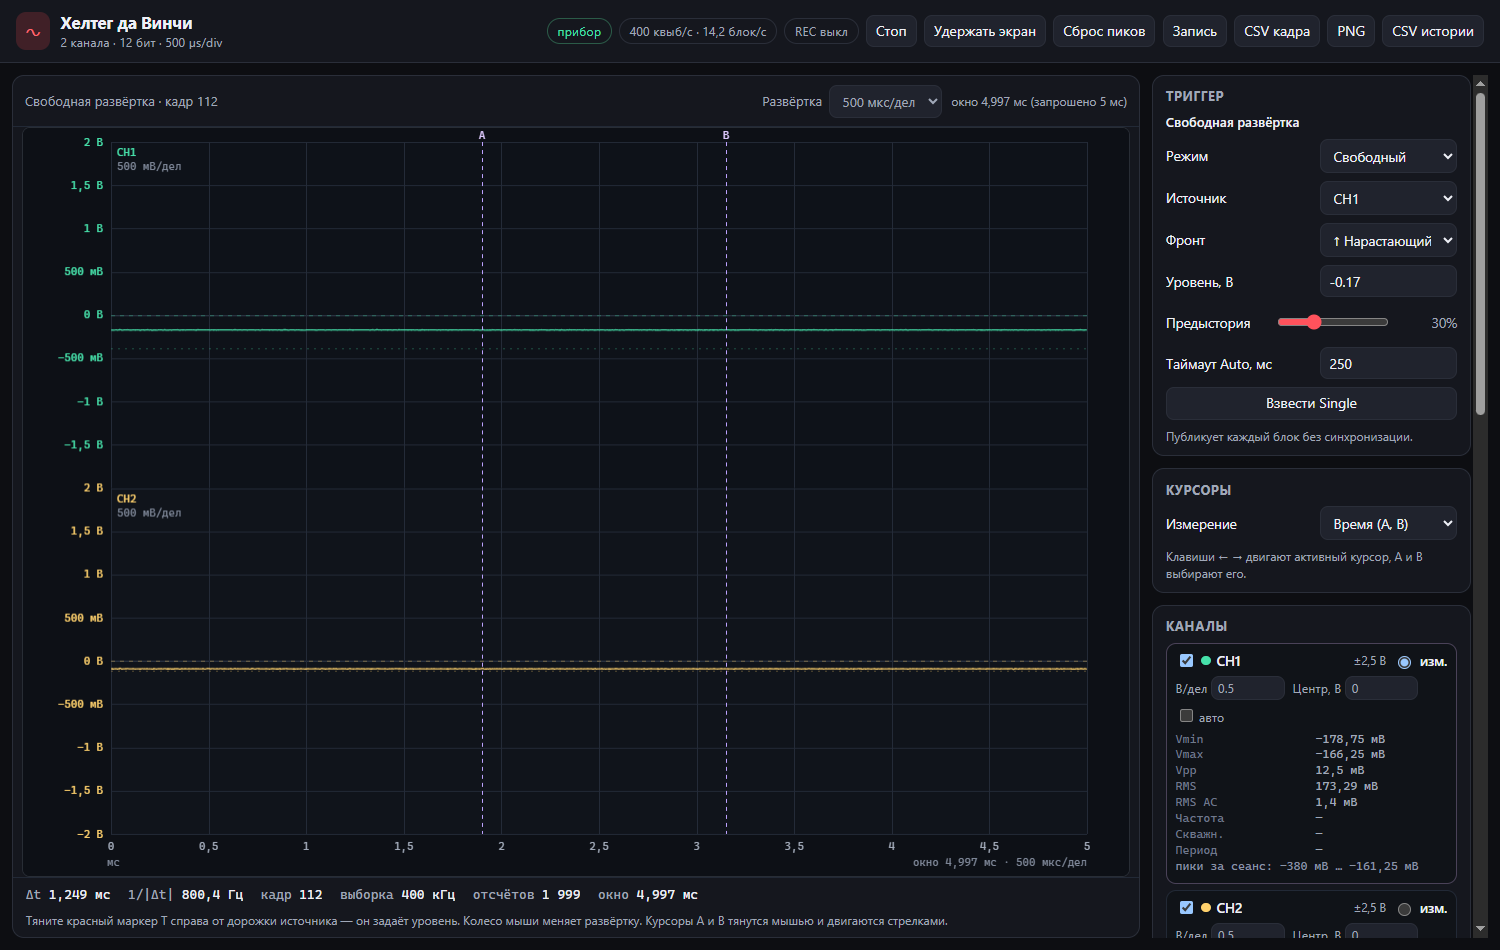 Хелтег да Винчи
2 канала · 12 бит · 500 µs/div
прибор
400 квыб/с · 14,2 блок/с
REC выкл
Стоп
Удержать экран
Сброс пиков
Запись
CSV кадра
PNG
CSV истории
Свободная развёртка · кадр 112
Развёртка
500 мкс/дел
окно 4,997 мс (запрошено 5 мс)
A
B
2 В
CH1
500 мВ/дел
1,5 В
1 В
500 мВ
0 В
−500 мВ
−1 В
−1,5 В
2 В
CH2
500 мВ/дел
1,5 В
1 В
500 мВ
0 В
−500 мВ
−1 В
−1,5 В
−2 В
0
0,5
1
1,5
2
2,5
3
3,5
4
4,5
5
мс
окно 4,997 мс · 500 мкс/дел
Δt 1,249 мс
1/|Δt| 800,4 Гц
кадр 112
выборка 400 кГц
отсчётов 1 999
окно 4,997 мс
Тяните красный маркер T справа от дорожки источника — он задаёт уровень. Колесо мыши меняет развёртку. Курсоры A и B тянутся мышью и двигаются стрелками.
ТРИГГЕР
Свободная развёртка
Режим
Свободный
Источник
CH1
Фронт
↑ Нарастающий
Уровень, В
-0.17
Предыстория
30%
Таймаут Auto, мс
250
Взвести Single
Публикует каждый блок без синхронизации.
КУРСОРЫ
Измерение
Время (A, B)
Клавиши ← → двигают активный курсор, A и B
выбирают его.
КАНАЛЫ
CH1
±2,5 В
изм.
В/дел
0.5
Центр, В
0
авто
Vmin −178,75 мВ
Vmax −166,25 мВ
Vpp 12,5 мВ
RMS 173,29 мВ
RMS AC 1,4 мВ
Частота —
Скважн. —
Период —
пики за сеанс: −380 мВ … −161,25 мВ
CH2
±2,5 В
изм.
В/дел
0.5
Центр, В
0